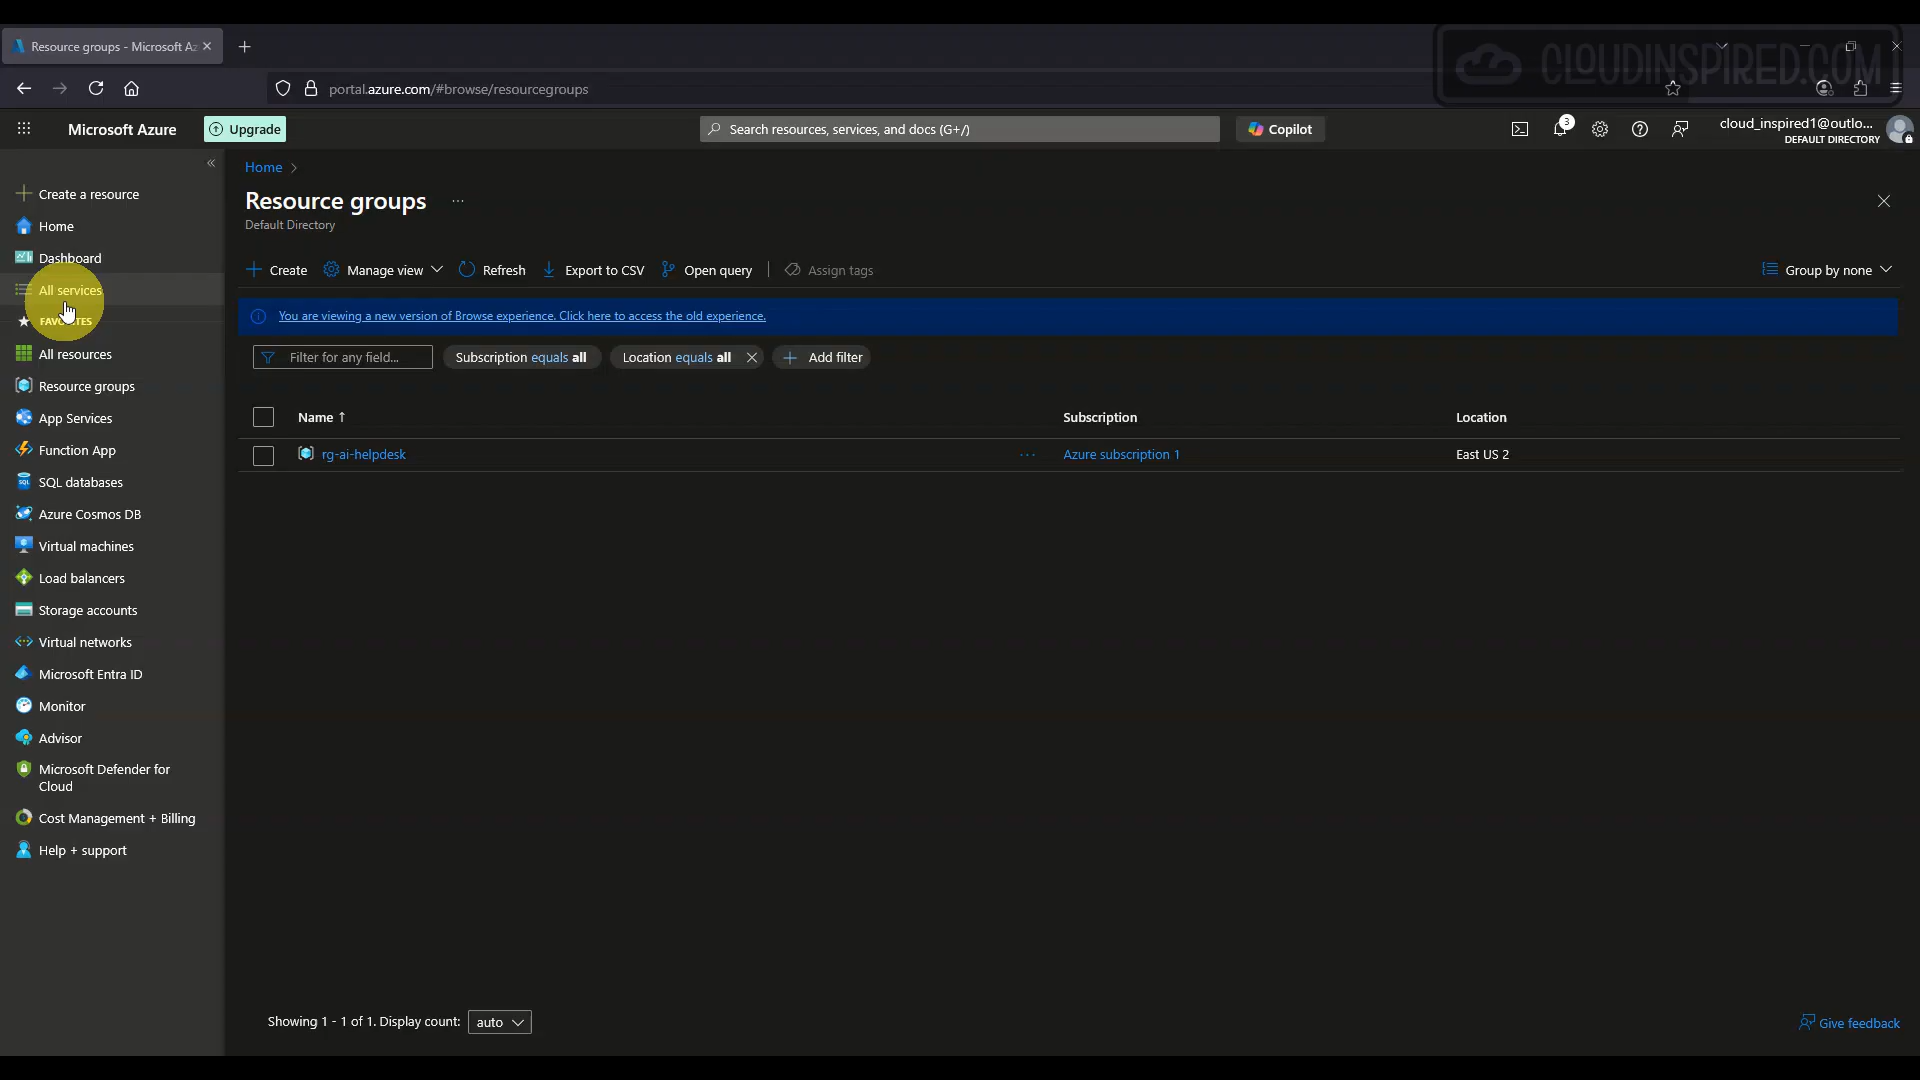 Resource groups - Microsoft Az
CLOUDINSPIRED.COM
portal.azure.com/#browse/resourcegroups
Microsoft Azure
Upgrade
Search resources, services, and docs (G+/)
Copilot
3
cloud_inspired1@outlo...
DEFAULT DIRECTORY
Create a resource
Home
Dashboard
All services
All resources
Resource groups
App Services
Function App
SQL databases
Azure Cosmos DB
Virtual machines
Load balancers
Storage accounts
Virtual networks
Microsoft Entra ID
Monitor
Advisor
Microsoft Defender for
Cloud
Cost Management + Billing
Help + support
Home
Resource groups
...
Default Directory
Create
Manage view
Refresh
Export to CSV
Open query
Assign tags
Group by none
You are viewing a new version of Browse experience. Click here to access the old experience.
Filter for any field...
Subscription equals all
Location equals all
Add filter
Name ↑
Subscription
Location
rg-ai-helpdesk
...
Azure subscription 1
East US 2
Showing 1 - 1 of 1. Display count:
auto
Give feedback